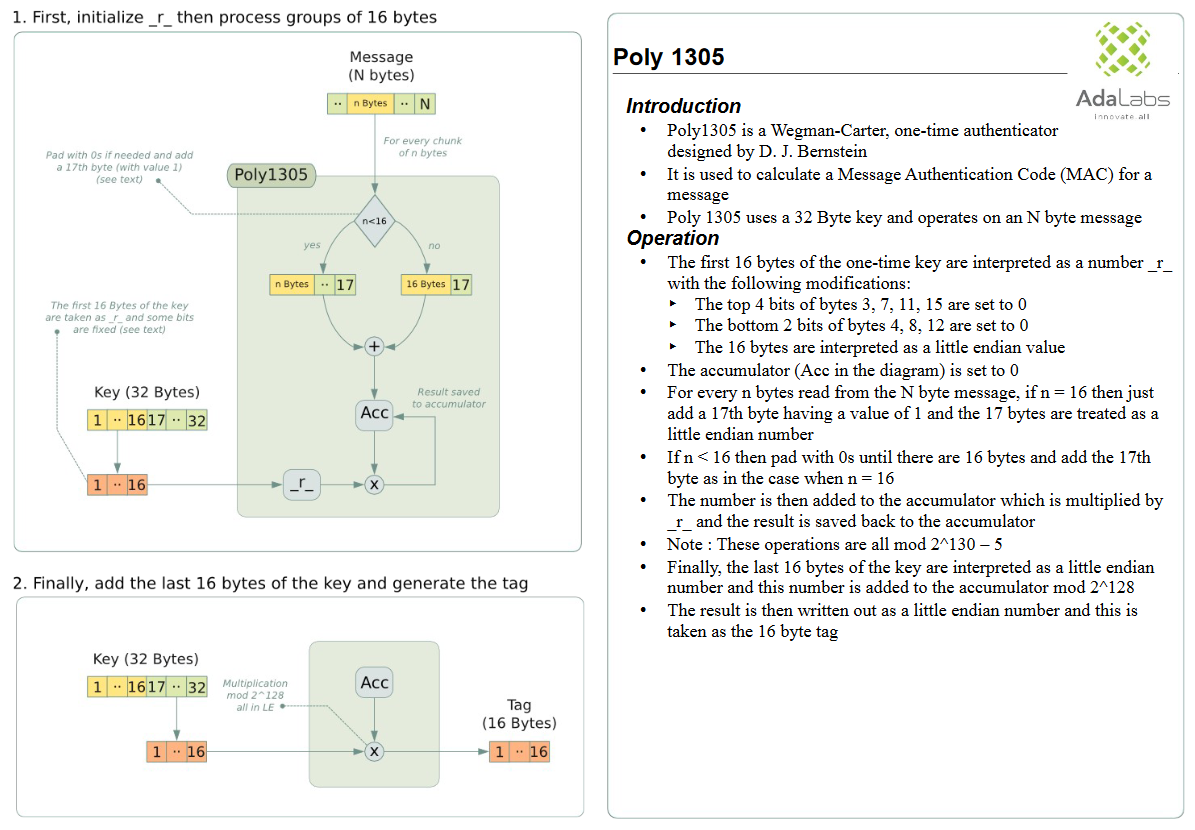 1. First, initialize _r_ then process groups of 16 bytes
Message
(N bytes)
·· n Bytes ·· N
For every chunk
of n bytes
Pad with 0s if needed and add
a 17th byte (with value 1)
(see text)
Poly1305
n<16
yes
no
n Bytes ·· 17
16 Bytes 17
The first 16 Bytes of the key
are taken as _r_ and some bits
are fixed (see text)
+
Key (32 Bytes)
1 ·· 16 17 ·· 32
Result saved
to accumulator
Acc
1 ·· 16
_r_
x
2. Finally, add the last 16 bytes of the key and generate the tag
Key (32 Bytes)
1 ·· 16 17 ·· 32
Multiplication
mod 2^128
all in LE
Acc
Tag
(16 Bytes)
1 ·· 16
x
1 ·· 16
Poly 1305
AdaLabs
innovate.all
Introduction
• Poly1305 is a Wegman-Carter, one-time authenticator
designed by D. J. Bernstein
• It is used to calculate a Message Authentication Code (MAC) for a
message
• Poly 1305 uses a 32 Byte key and operates on an N byte message
Operation
• The first 16 bytes of the one-time key are interpreted as a number _r_
with the following modifications:
‣ The top 4 bits of bytes 3, 7, 11, 15 are set to 0
‣ The bottom 2 bits of bytes 4, 8, 12 are set to 0
‣ The 16 bytes are interpreted as a little endian value
• The accumulator (Acc in the diagram) is set to 0
• For every n bytes read from the N byte message, if n = 16 then just
add a 17th byte having a value of 1 and the 17 bytes are treated as a
little endian number
• If n < 16 then pad with 0s until there are 16 bytes and add the 17th
byte as in the case when n = 16
• The number is then added to the accumulator which is multiplied by
_r_ and the result is saved back to the accumulator
• Note : These operations are all mod 2^130 – 5
• Finally, the last 16 bytes of the key are interpreted as a little endian
number and this number is added to the accumulator mod 2^128
• The result is then written out as a little endian number and this is
taken as the 16 byte tag